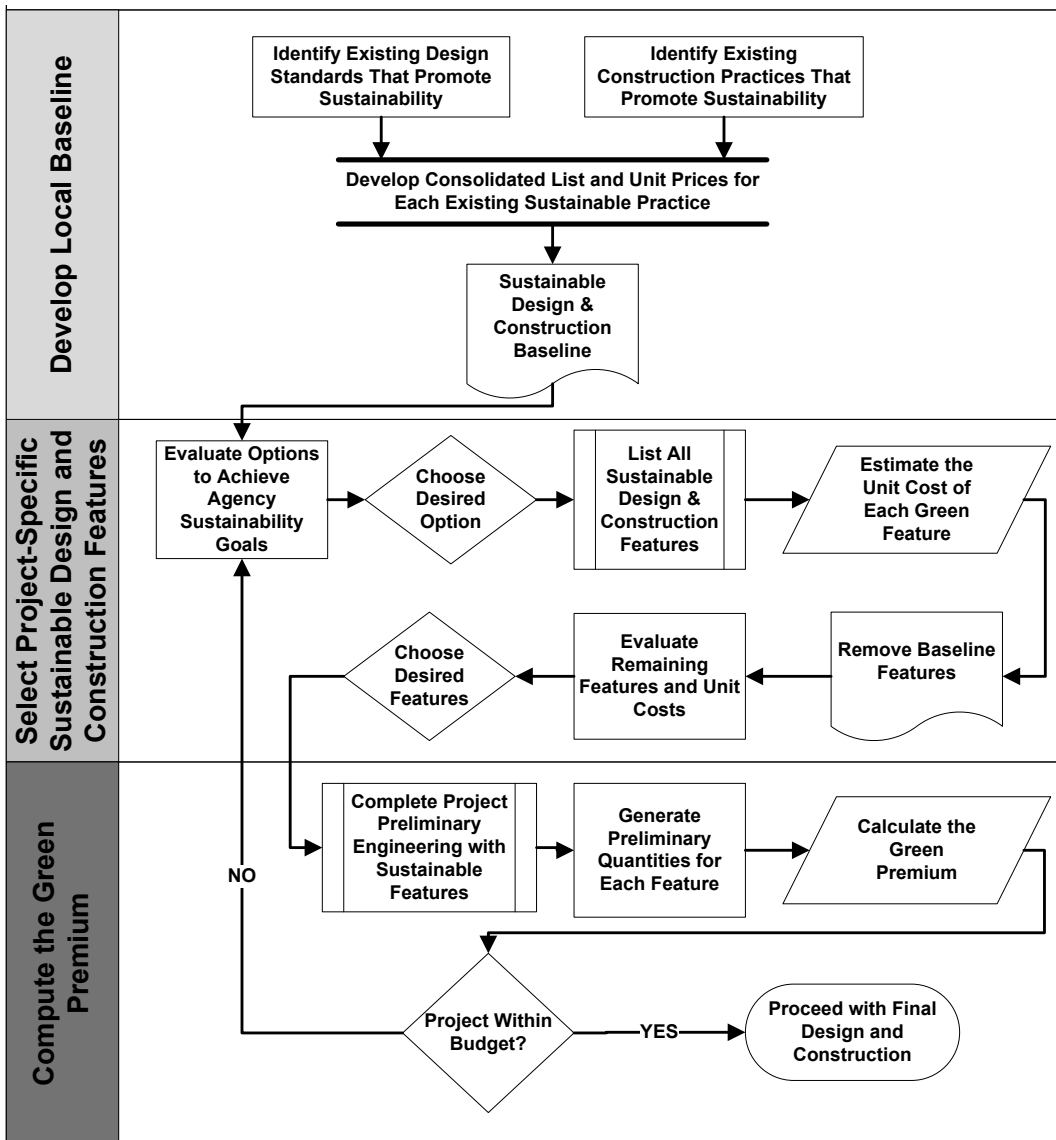 Develop Local Baseline
Identify Existing Design
Standards That Promote
Sustainability
Identify Existing
Construction Practices That
Promote Sustainability
Develop Consolidated List and Unit Prices for
Each Existing Sustainable Practice
Sustainable
Design &
Construction
Baseline
Select Project-Specific
Sustainable Design and
Construction Features
Evaluate Options
to Achieve
Agency
Sustainability
Goals
Choose
Desired
Option
List All
Sustainable
Design &
Construction
Features
Estimate the
Unit Cost of
Each Green
Feature
Remove Baseline
Features
Evaluate
Remaining
Features and Unit
Costs
Choose
Desired
Features
Compute the Green
Premium
Complete Project
Preliminary
Engineering with
Sustainable
Features
Generate
Preliminary
Quantities for
Each Feature
Calculate the
Green
Premium
NO
Project Within
Budget?
YES
Proceed with Final
Design and
Construction